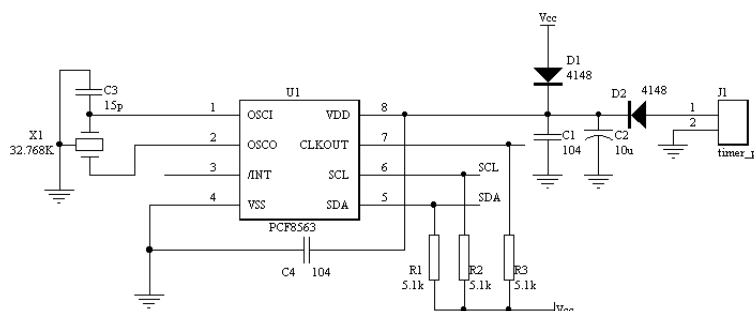 Vcc
D1
4148
D2
4148
J1
1
2
C3
15p
U1
1
OSCI
VDD
8
X1
32.768K
2
OSCO
CLKOUT
7
C1
104
C2
10u
3
/INT
SCL
6
SCL
4
VSS
SDA
5
SDA
PCF8563
C4
104
R1
5.1k
R2
5.1k
R3
5.1k
Vcc